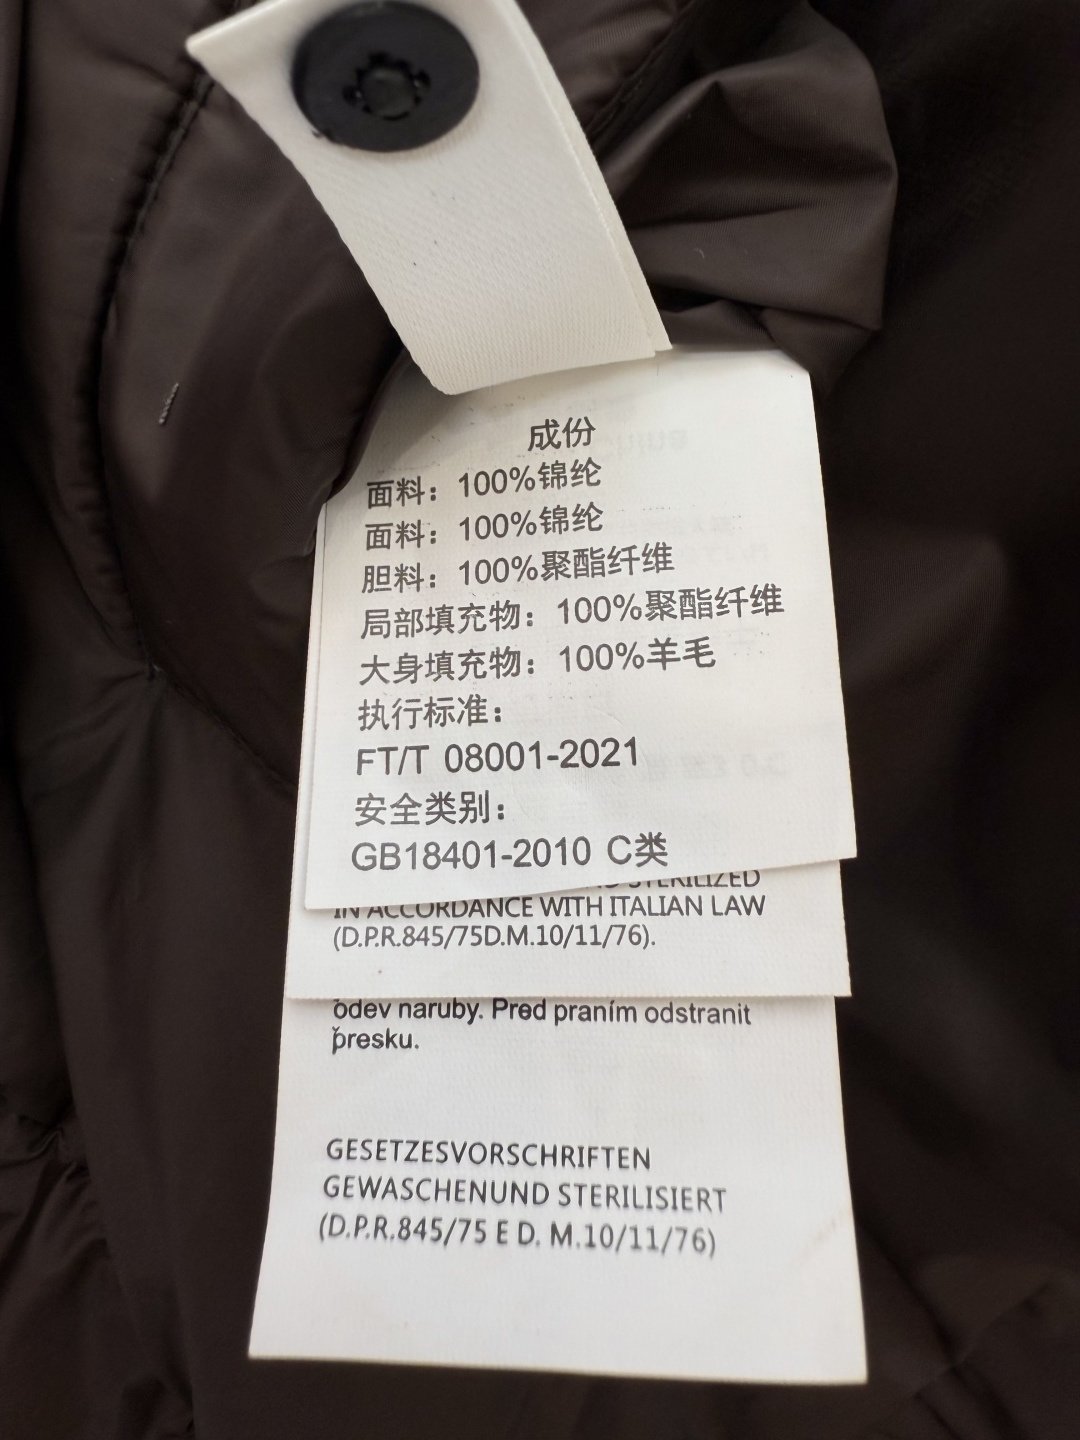 成份
面料：100%锦纶
面料：100%锦纶
胆料：100%聚酯纤维
局部填充物：100%聚酯纤维
大身填充物：100%羊毛
执行标准：
FT/T 08001-2021
安全类别：
GB18401-2010 C类
STERILIZED
IN ACCORDANCE WITH ITALIAN LAW
(D.P.R.845/75D.M.10/11/76).
odev naruby. Pred praním odstranit
presku.
GESETZESVORSCHRIFTEN
GEWASCHENUND STERILISIERT
(D.P.R.845/75 E D. M.10/11/76)